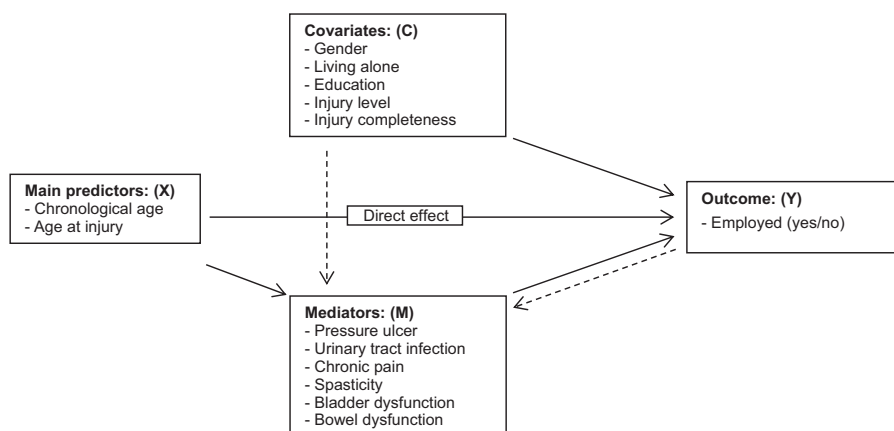 Covariates: (C)
- Gender
- Living alone
- Education
- Injury level
- Injury completeness
Main predictors: (X)
- Chronological age
- Age at injury
Direct effect
Outcome: (Y)
- Employed (yes/no)
Mediators: (M)
- Pressure ulcer
- Urinary tract infection
- Chronic pain
- Spasticity
- Bladder dysfunction
- Bowel dysfunction